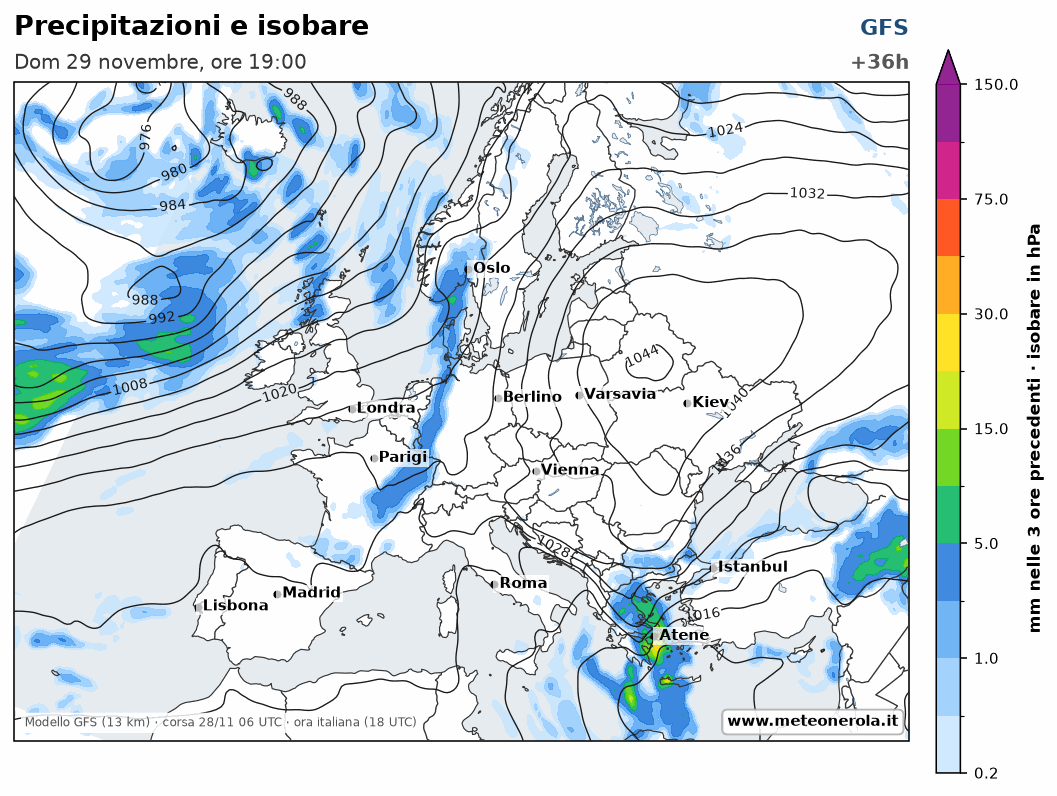 Precipitazioni e isobare
GFS
Dom 29 novembre, ore 19:00
+36h
988
976
980
984
988
992
1008
1020
1024
1032
1044
1040
1036
1028
1016
Oslo
Londra
Berlino
Varsavia
Kiev
Parigi
Vienna
Istanbul
Roma
Madrid
Lisbona
Atene
Modello GFS (13 km) · corsa 28/11 06 UTC · ora italiana (18 UTC)
www.meteonerola.it
150.0
75.0
30.0
15.0
5.0
1.0
0.2
mm nelle 3 ore precedenti · isobare in hPa